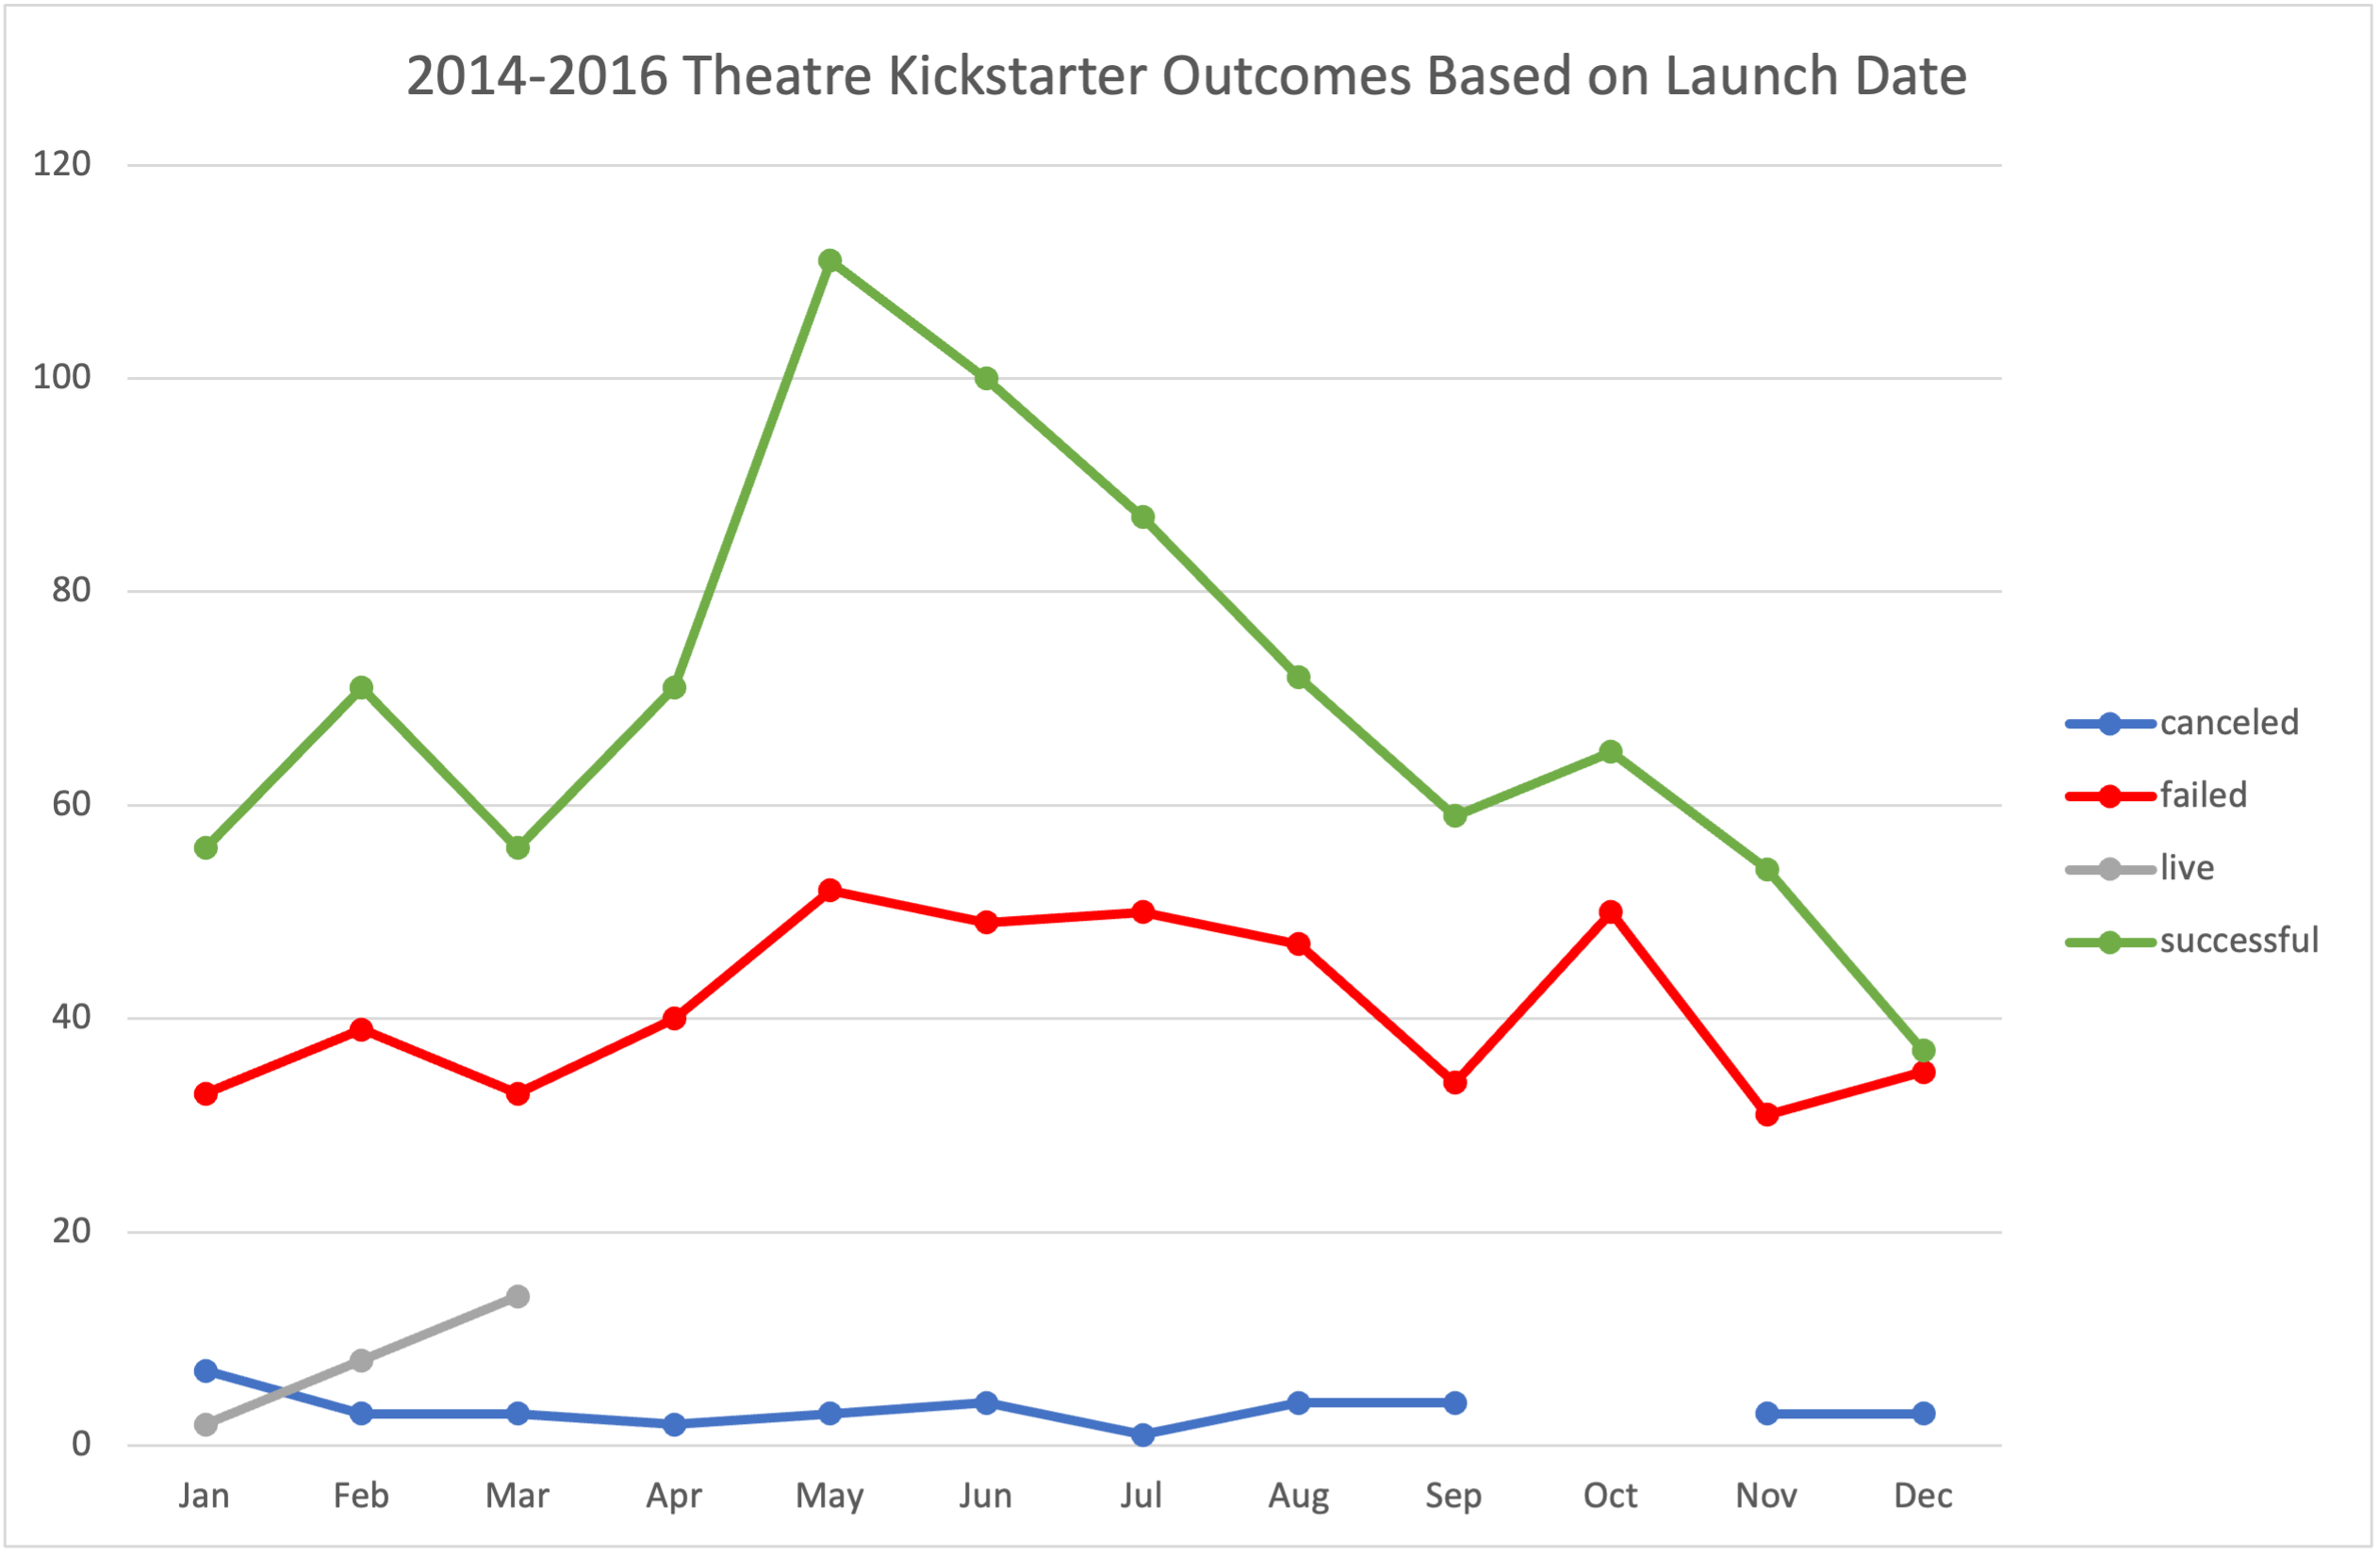 2014-2016 Theatre Kickstarter Outcomes Based on Launch Date
120
100
80
60
40
20
0
Jan Feb Mar Apr May Jun Jul Aug Sep Oct Nov Dec
canceled
failed
live
successful